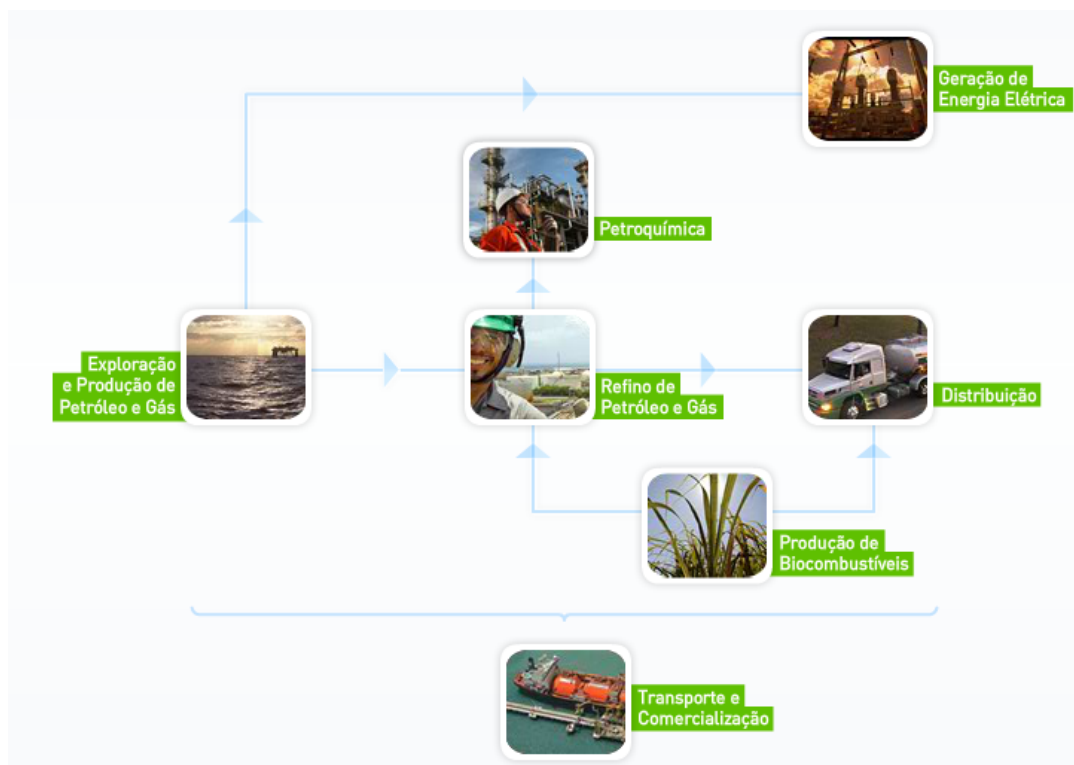 Geração de
Energia Elétrica
Petroquímica
Exploração
e Produção de
Petróleo e Gás
Refino de
Petróleo e Gás
Distribuição
Produção de
Biocombustíveis
Transporte e
Comercialização